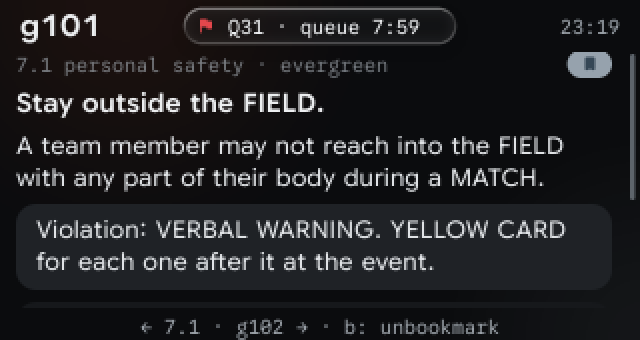 g101
Q31 · queue 7:59
23:19
7.1 personal safety · evergreen
Stay outside the FIELD.
A team member may not reach into the FIELD
with any part of their body during a MATCH.
Violation: VERBAL WARNING. YELLOW CARD
for each one after it at the event.
← 7.1 · g102 → · b: unbookmark